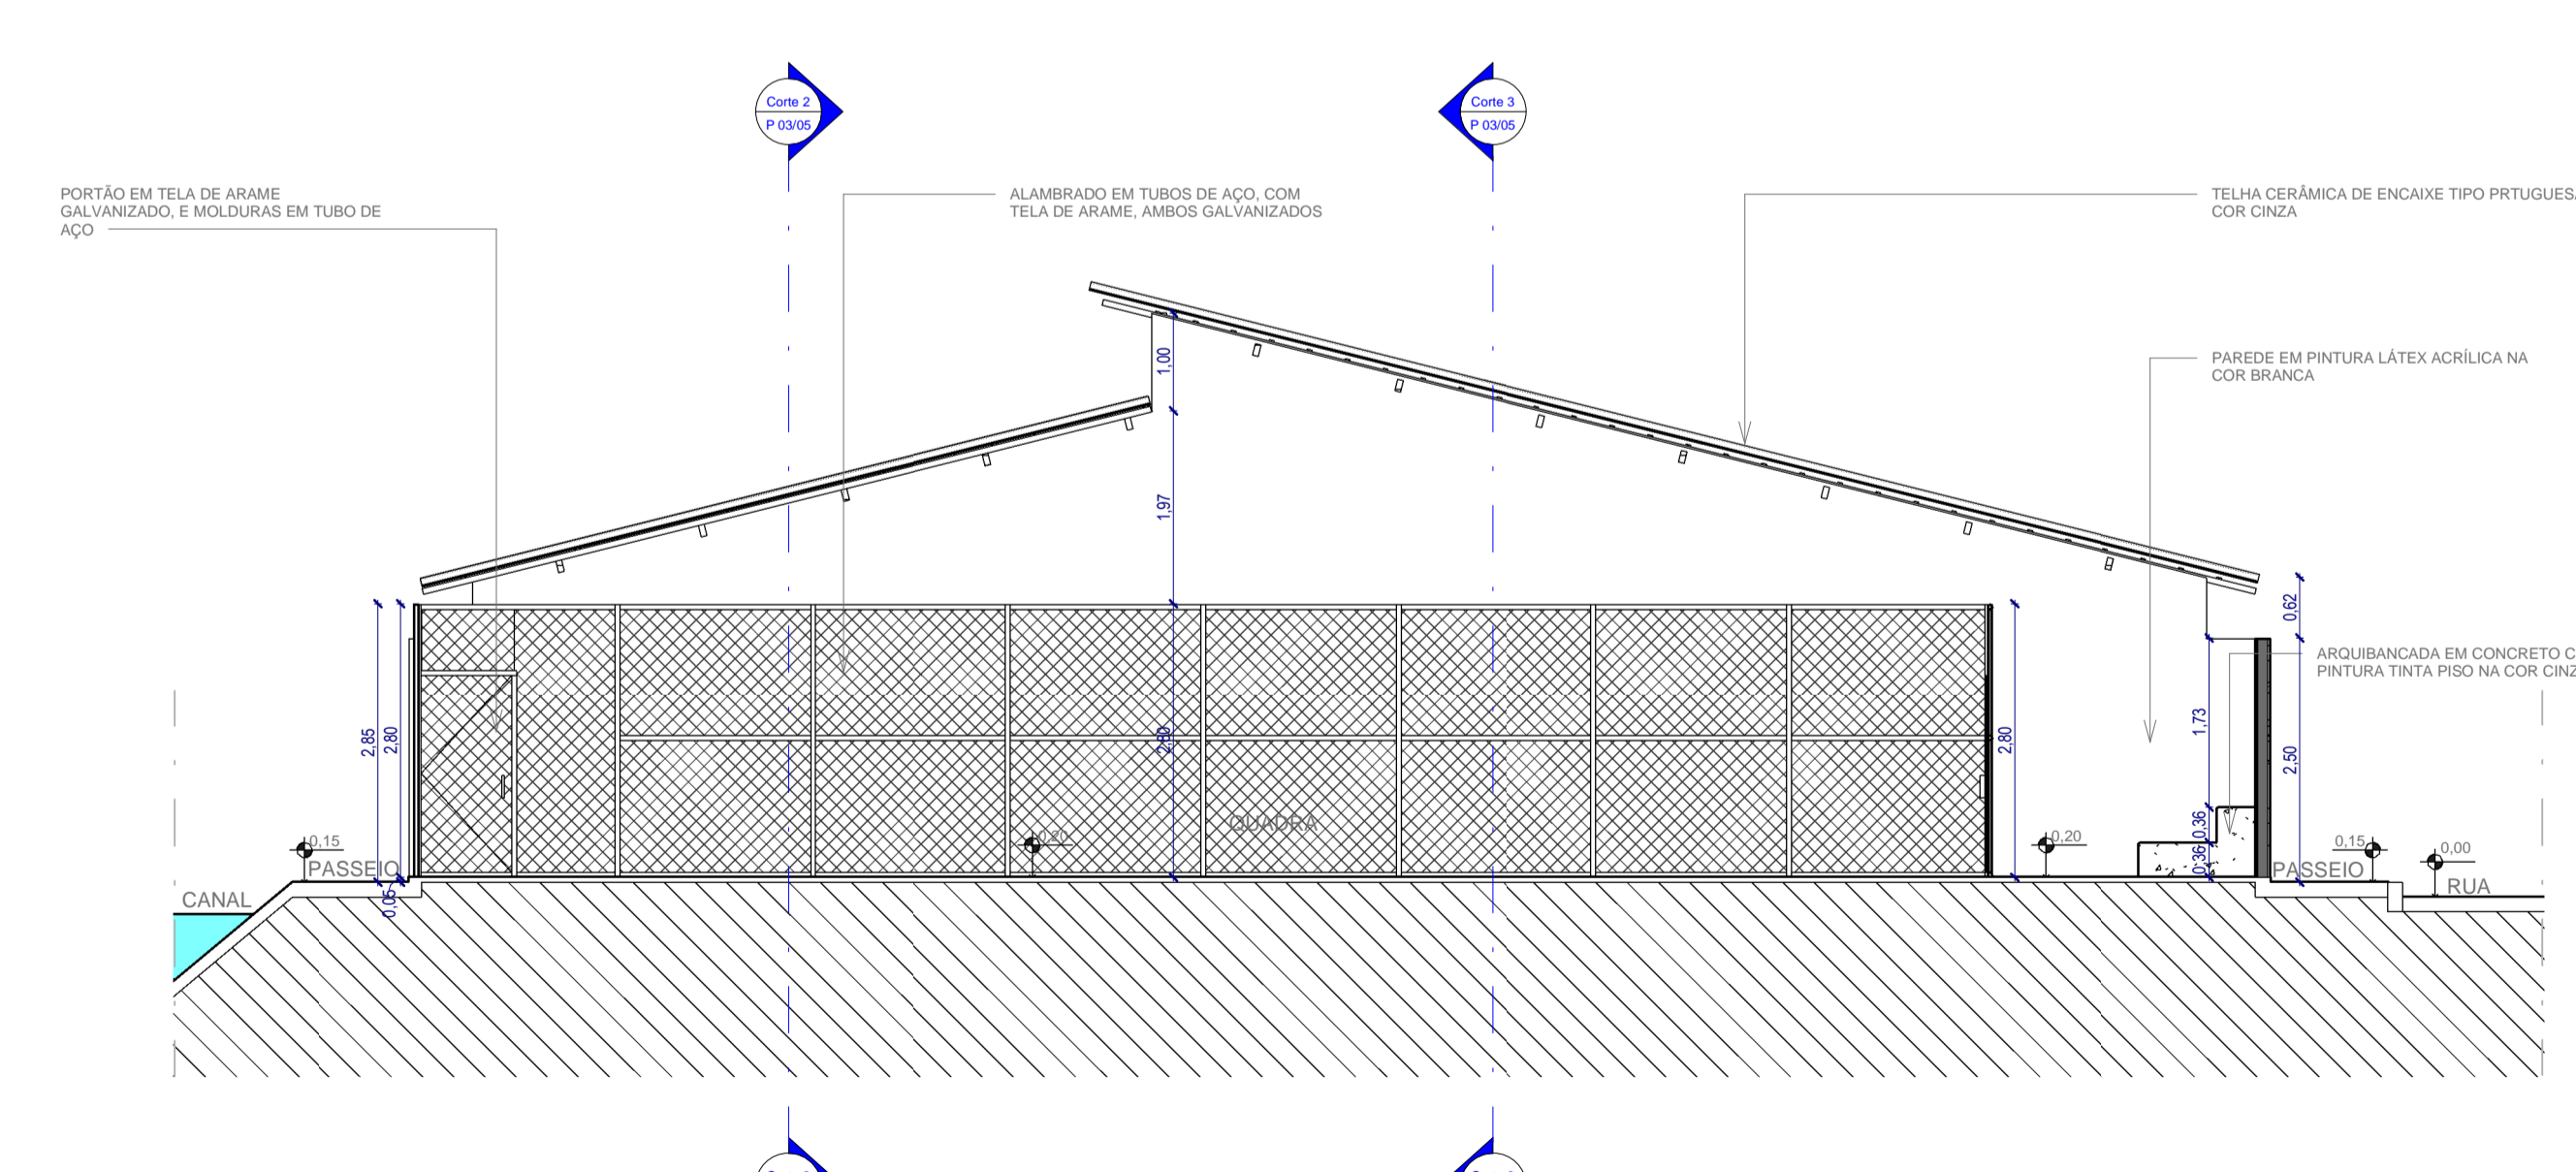 Corte 2
P 03/05
Corte 3
P 03/05
PORTÃO EM TELA DE ARAME
GALVANIZADO, E MOLDURAS EM TUBO DE
AÇO
ALAMBRADO EM TUBOS DE AÇO, COM
TELA DE ARAME, AMBOS GALVANIZADOS
TELHA CERÂMICA DE ENCAIXE TIPO PRTUGUESA
COR CINZA
PAREDE EM PINTURA LÁTEX ACRÍLICA NA
COR BRANCA
ARQUIBANCADA EM CONCRETO C
PINTURA TINTA PISO NA COR CINZ
1,00
1,97
2,80
2,85
2,80
0,05
2,80
0,62
1,73
2,50
0,36
0,36
0,15
PASSEIO
CANAL
0,20
QUADRA
0,20
0,15
PASSEIO
0,00
RUA